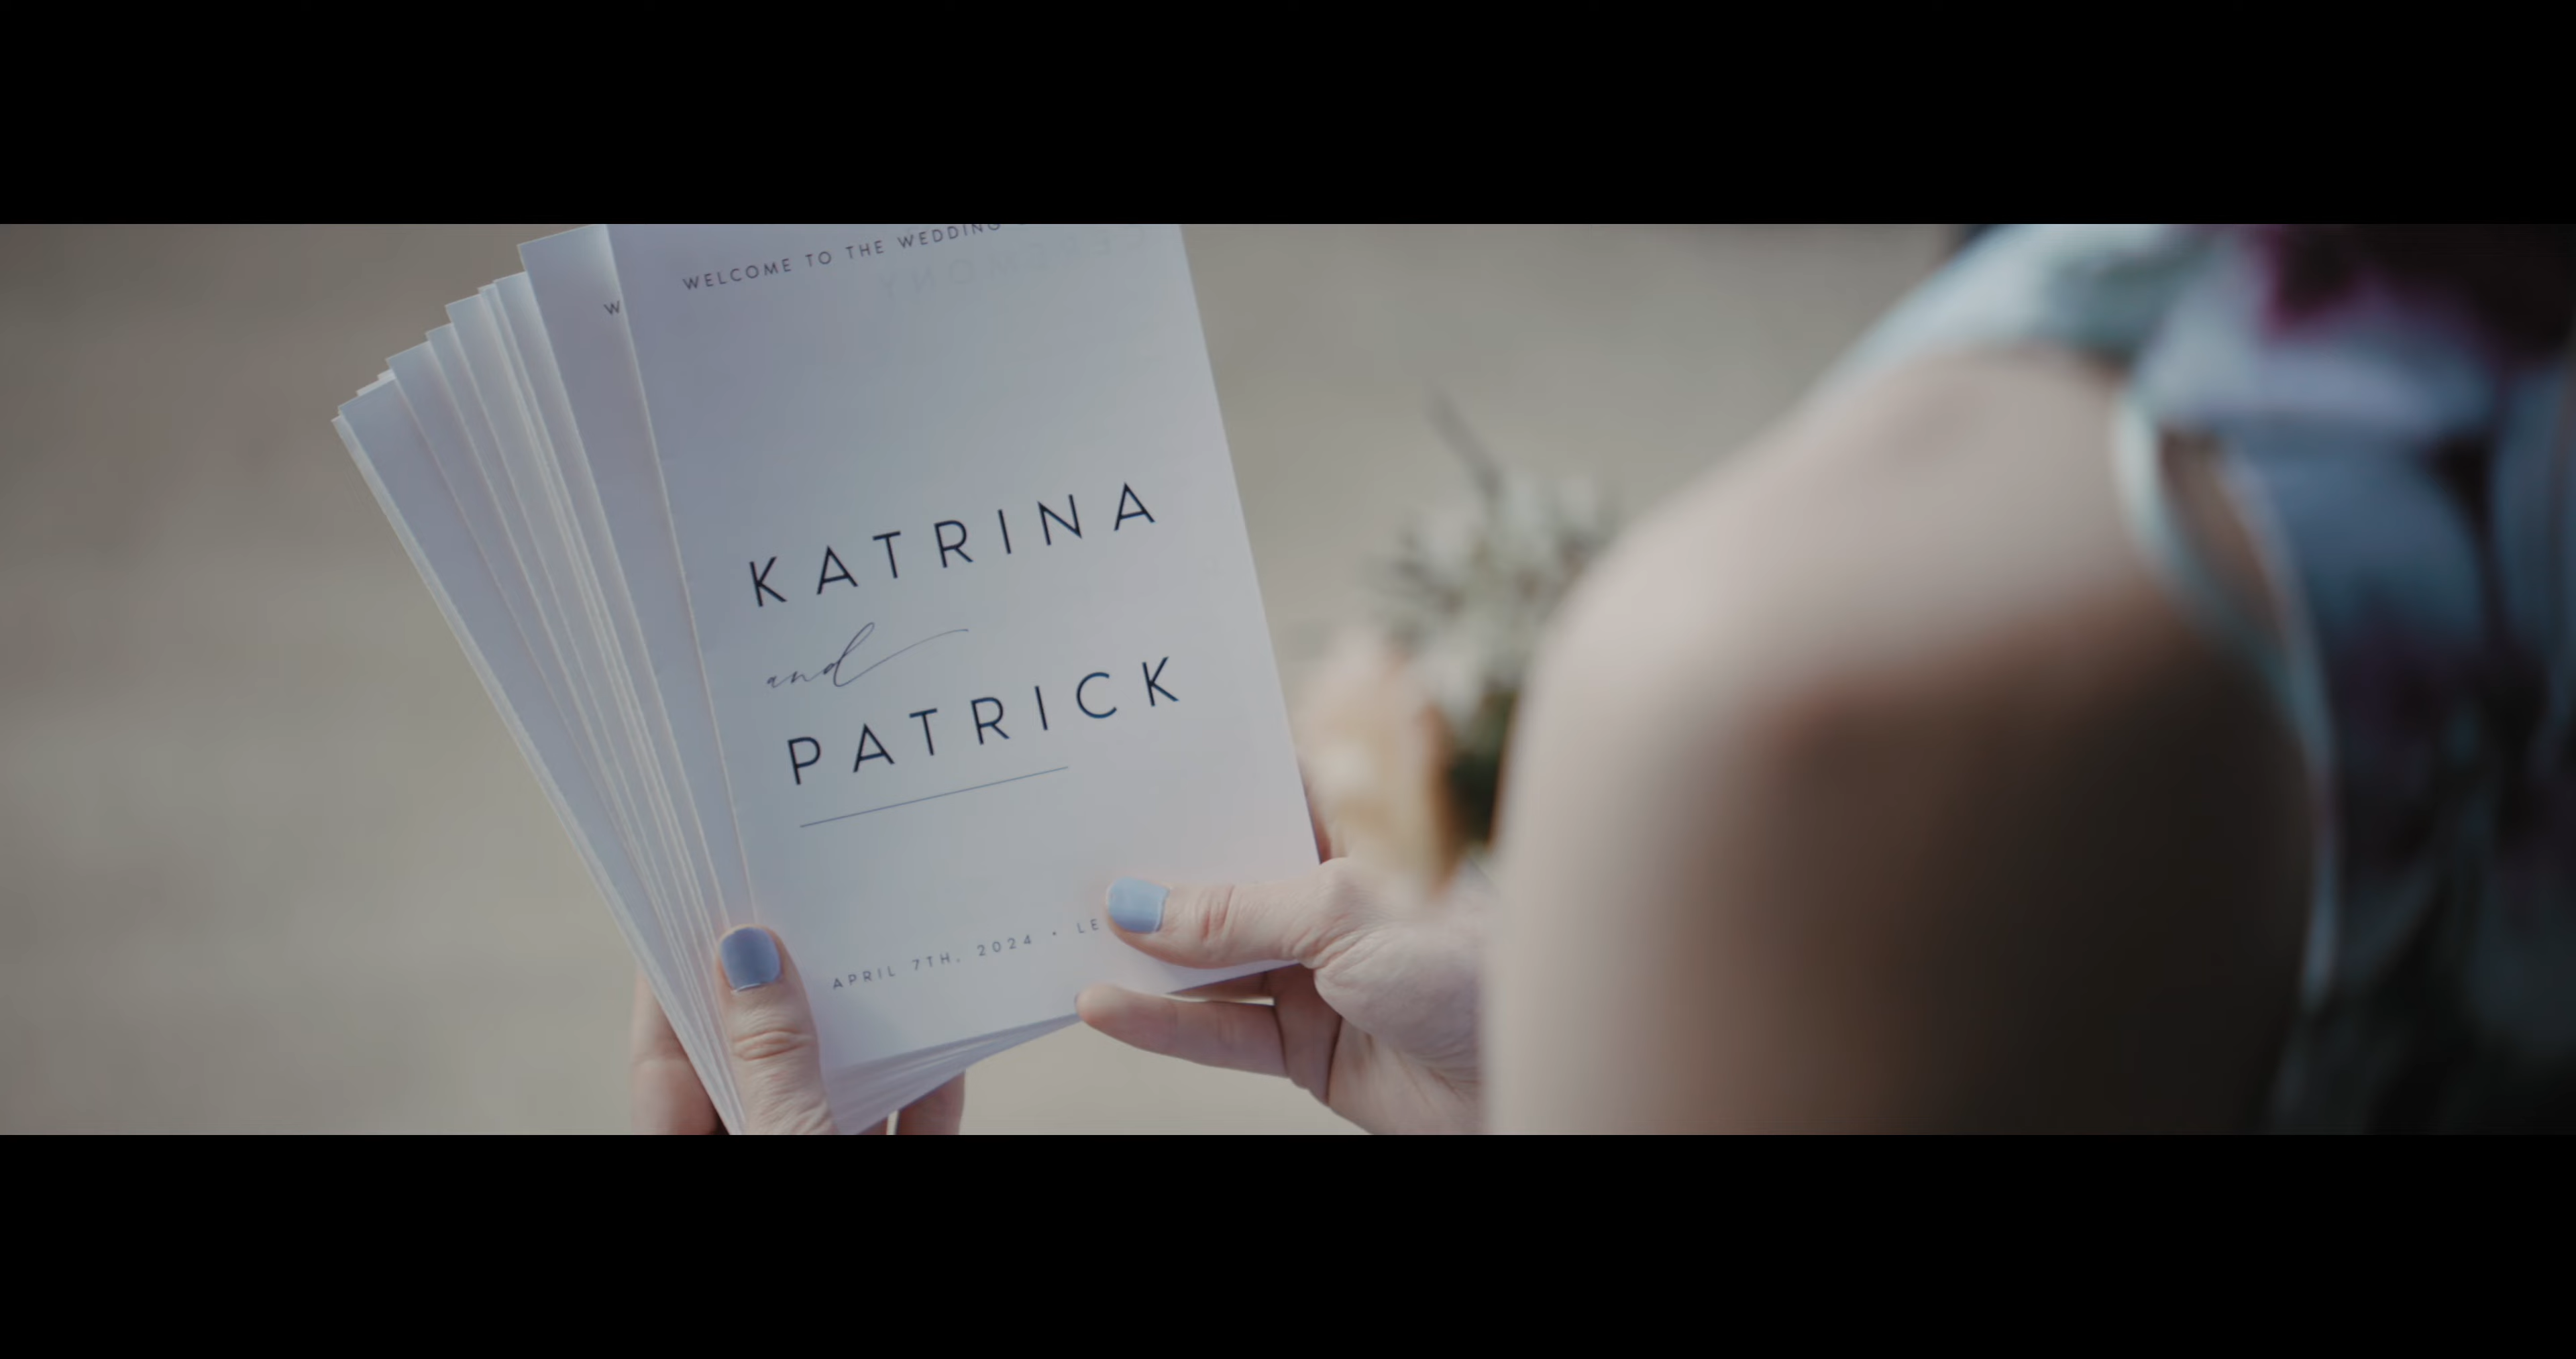 WELCOME TO THE WEDDING
KATRINA
and
PATRICK
APRIL 7TH, 2024 •